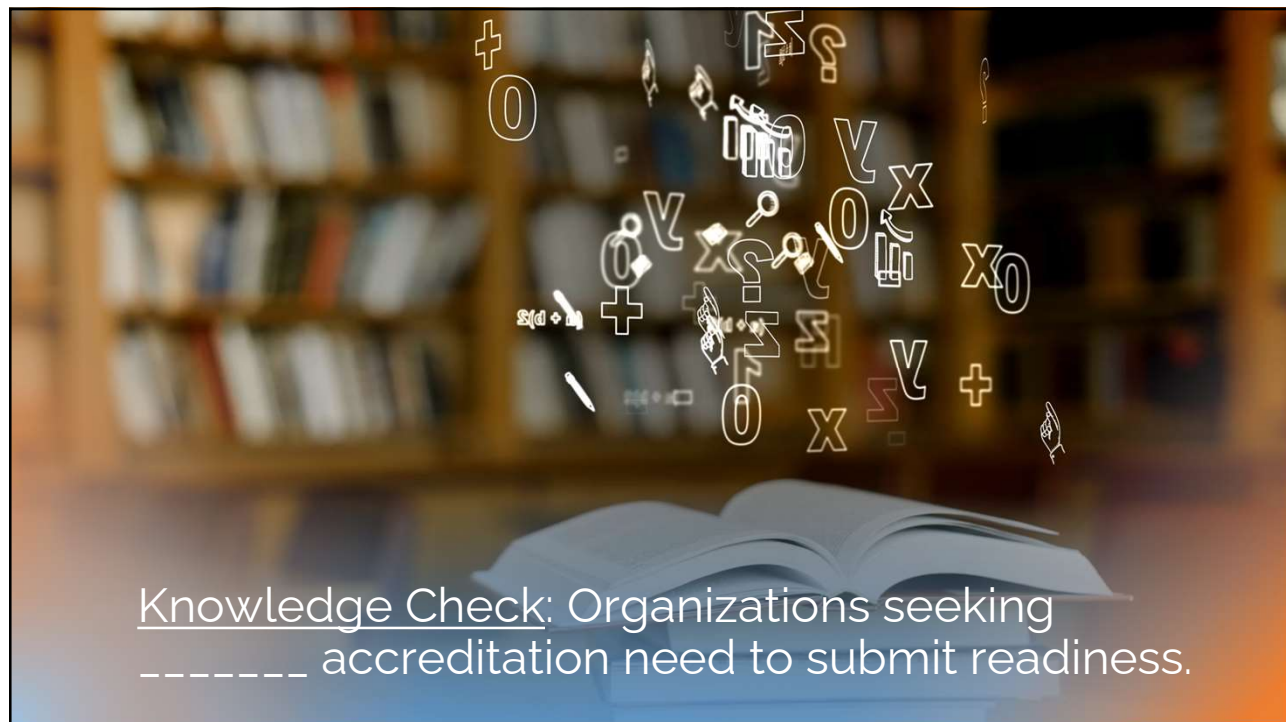 Knowledge Check: Organizations seeking
_______ accreditation need to submit readiness.